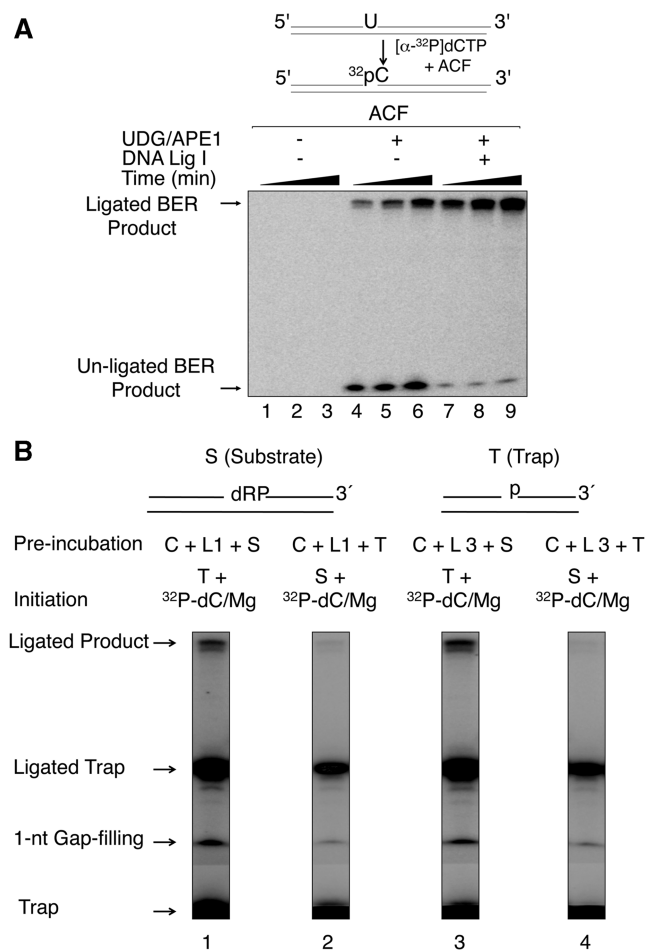 A
5' U 3'
[α-³²P]dCTP
+ ACF
5' ³²pC 3'
ACF
UDG/APE1 - + +
DNA Lig I - - +
Time (min)
Ligated BER
Product
Un-ligated BER
Product
1 2 3 4 5 6 7 8 9
B
S (Substrate) T (Trap)
dRP 3´ p 3´
Pre-incubation C + L1 + S C + L1 + T C + L 3 + S C + L 3 + T
T + S + T + S +
Initiation ³²P-dC/Mg ³²P-dC/Mg ³²P-dC/Mg ³²P-dC/Mg
Ligated Product
Ligated Trap
1-nt Gap-filling
Trap
1 2 3 4